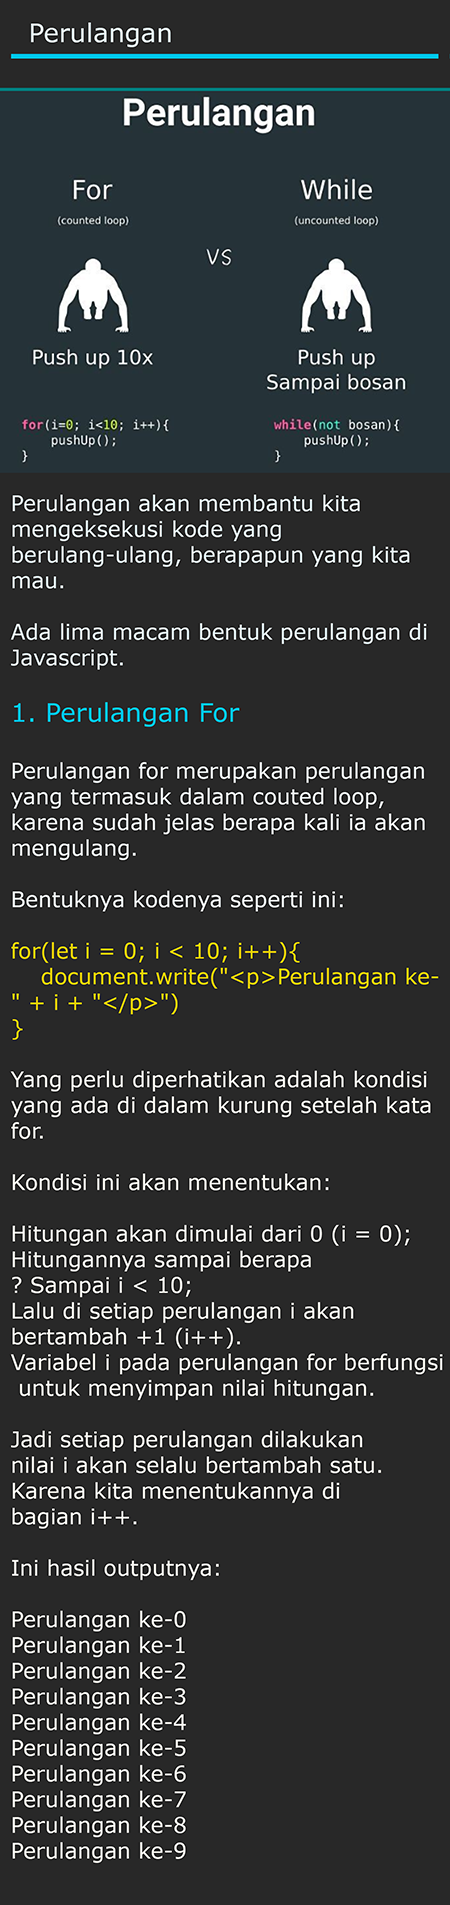 Perulangan
Perulangan
For
(counted loop)
While
(uncounted loop)
VS
Push up 10x
Push up
Sampai bosan
for(i=0; i<10; i++){
    pushUp();
}
while(not bosan){
    pushUp();
}
Perulangan akan membantu kita
mengeksekusi kode yang
berulang-ulang, berapapun yang kita
mau.
Ada lima macam bentuk perulangan di
Javascript.
1. Perulangan For
Perulangan for merupakan perulangan
yang termasuk dalam couted loop,
karena sudah jelas berapa kali ia akan
mengulang.
Bentuknya kodenya seperti ini:
for(let i = 0; i < 10; i++){
    document.write("<p>Perulangan ke-
" + i + "</p>")
}
Yang perlu diperhatikan adalah kondisi
yang ada di dalam kurung setelah kata
for.
Kondisi ini akan menentukan:
Hitungan akan dimulai dari 0 (i = 0);
Hitungannya sampai berapa
? Sampai i < 10;
Lalu di setiap perulangan i akan
bertambah +1 (i++).
Variabel i pada perulangan for berfungsi
untuk menyimpan nilai hitungan.
Jadi setiap perulangan dilakukan
nilai i akan selalu bertambah satu.
Karena kita menentukannya di
bagian i++.
Ini hasil outputnya:
Perulangan ke-0
Perulangan ke-1
Perulangan ke-2
Perulangan ke-3
Perulangan ke-4
Perulangan ke-5
Perulangan ke-6
Perulangan ke-7
Perulangan ke-8
Perulangan ke-9